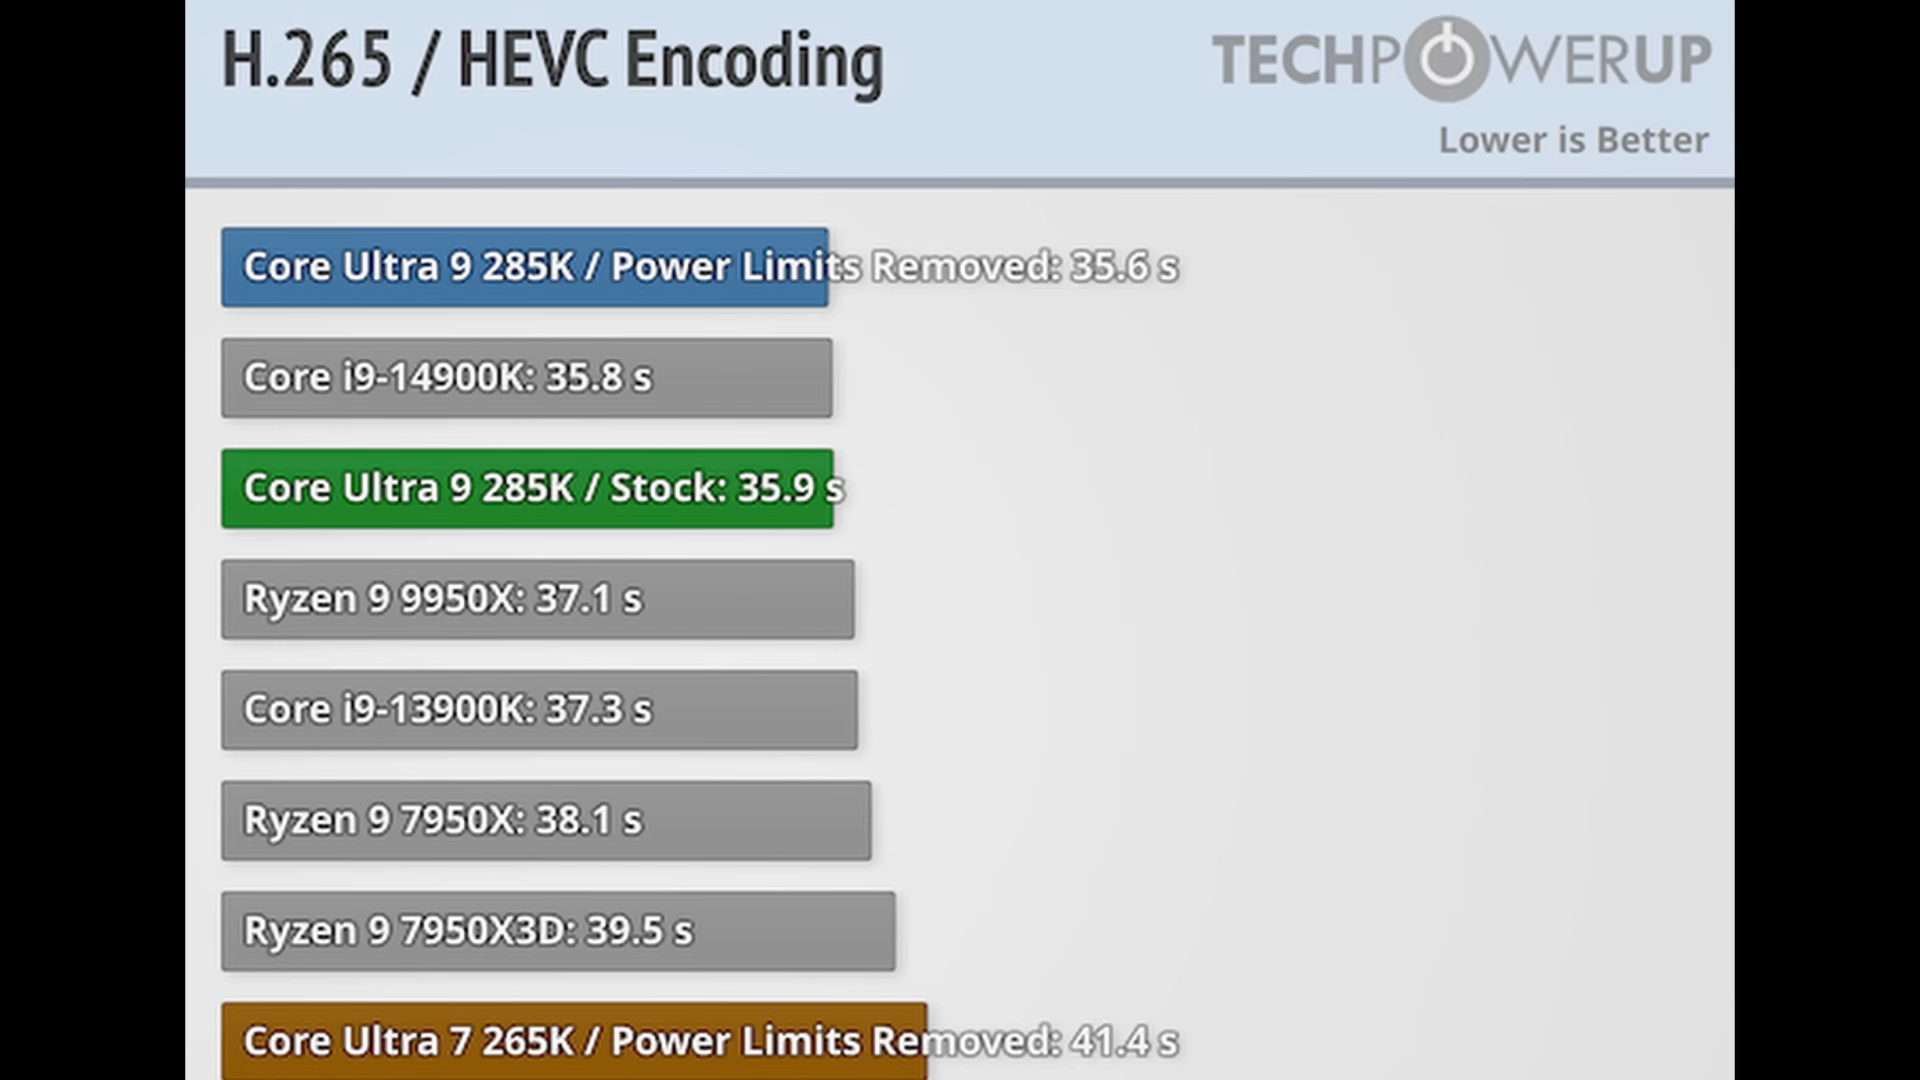 H.265 / HEVC Encoding
TECHPOWERUP
Lower is Better
Core Ultra 9 285K / Power Limits Removed: 35.6 s
Core i9-14900K: 35.8 s
Core Ultra 9 285K / Stock: 35.9 s
Ryzen 9 9950X: 37.1 s
Core i9-13900K: 37.3 s
Ryzen 9 7950X: 38.1 s
Ryzen 9 7950X3D: 39.5 s
Core Ultra 7 265K / Power Limits Removed: 41.4 s